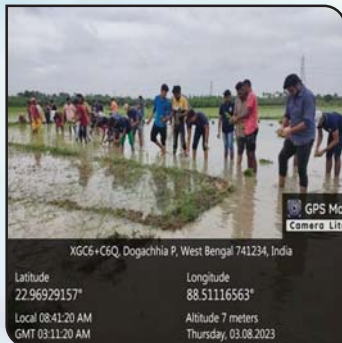 GPS Ma
Camera Lite
XGC6+C6Q, Dogachhia P, West Bengal 741234, India
Latitude
22.96929157°
Longitude
88.51116563°
Local 08:41:20 AM
GMT 03:11:20 AM
Altitude 7 meters
Thursday, 03.08.2023